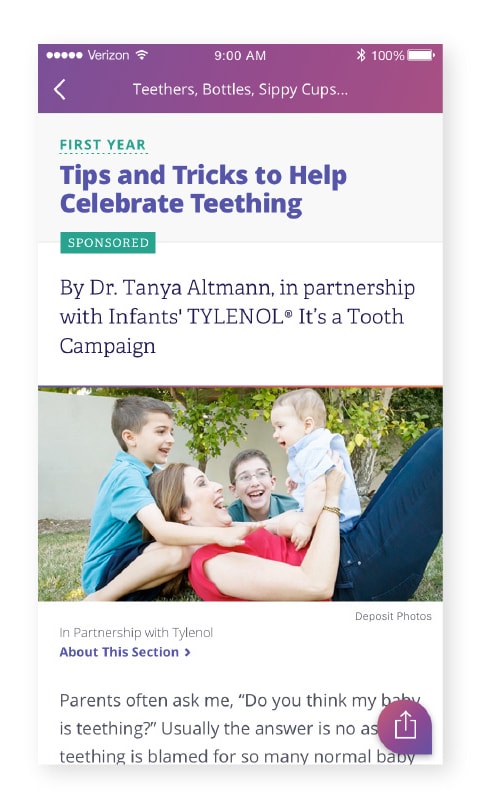 Verizon 9:00 AM 100%
Teethers, Bottles, Sippy Cups...
FIRST YEAR
Tips and Tricks to Help
Celebrate Teething
SPONSORED
By Dr. Tanya Altmann, in partnership
with Infants' TYLENOL® It’s a Tooth
Campaign
Deposit Photos
In Partnership with Tylenol
About This Section
Parents often ask me, “Do you think my baby
is teething?” Usually the answer is no as
teething is blamed for so many normal baby